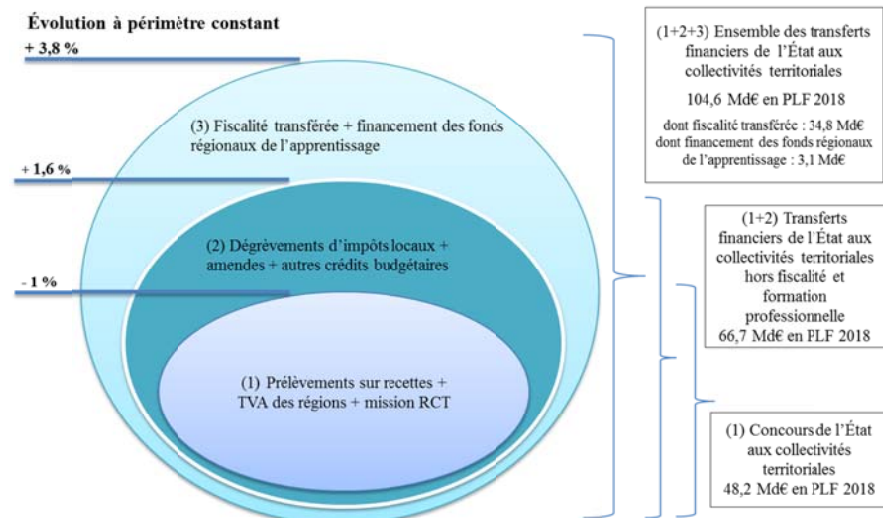 Évolution à périmètre constant
+ 3,8 %
(3) Fiscalité transférée + financement des fonds
régionaux de l'apprentissage
+ 1,6%
(2) Dégrèvements d'impôts locaux +
amendes + autres crédits budgétaires
- 1 %
(1) Prélèvements sur recettes +
TVA des régions + mission RCT
(1+2+3) Ensemble des transferts
financiers de l'État aux
collectivités territoriales
104,6 Md€ en PLF 2018
dont fiscalité transférée : 34,8 Md€
dont financement des fonds régionaux
de l'apprentissage : 3,1 Md€
(1+2) Transferts
financiers de l'État aux
collectivités territoriales
hors fiscalité et
formation
professionnelle
66,7 Md€ en PLF 2018
(1) Concours de l'État
aux collectivités
territoriales
48,2 Md€ en PLF 2018